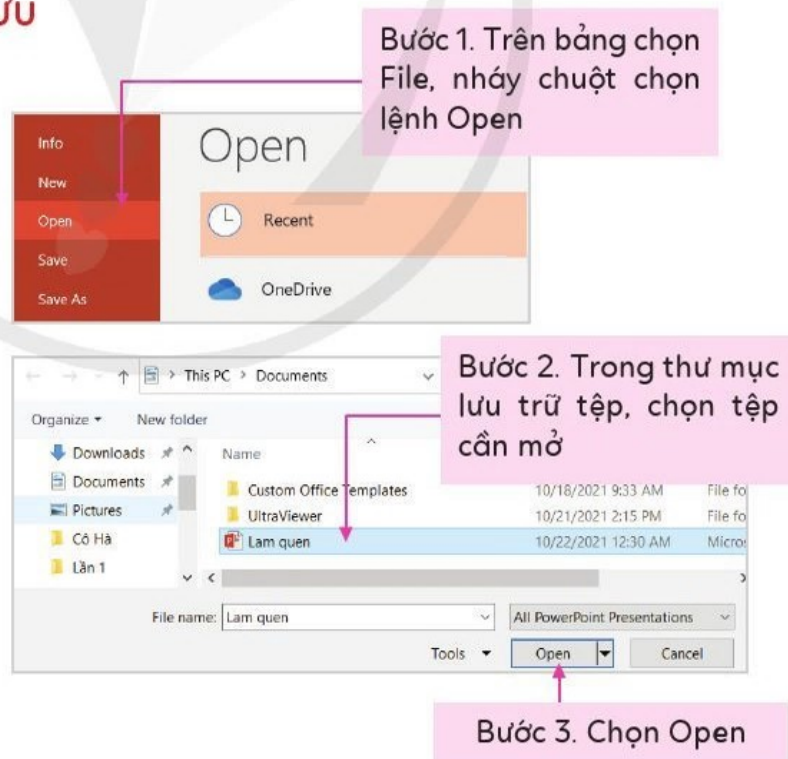 ưu
Bước 1. Trên bảng chọn
File, nháy chuột chọn
lệnh Open
Info
New
Open
Save
Save As
Open
Recent
OneDrive
This PC > Documents
Bước 2. Trong thư mục
lưu trữ tệp, chọn tệp
cần mở
Organize New folder
Downloads
Documents
Pictures
Cô Hà
Lần 1
Name
Custom Office Templates 10/18/2021 9:33 AM File fo
UltraViewer 10/21/2021 2:15 PM File fo
Lam quen 10/22/2021 12:30 AM Micros
File name: Lam quen All PowerPoint Presentations
Tools Open Cancel
Bước 3. Chọn Open